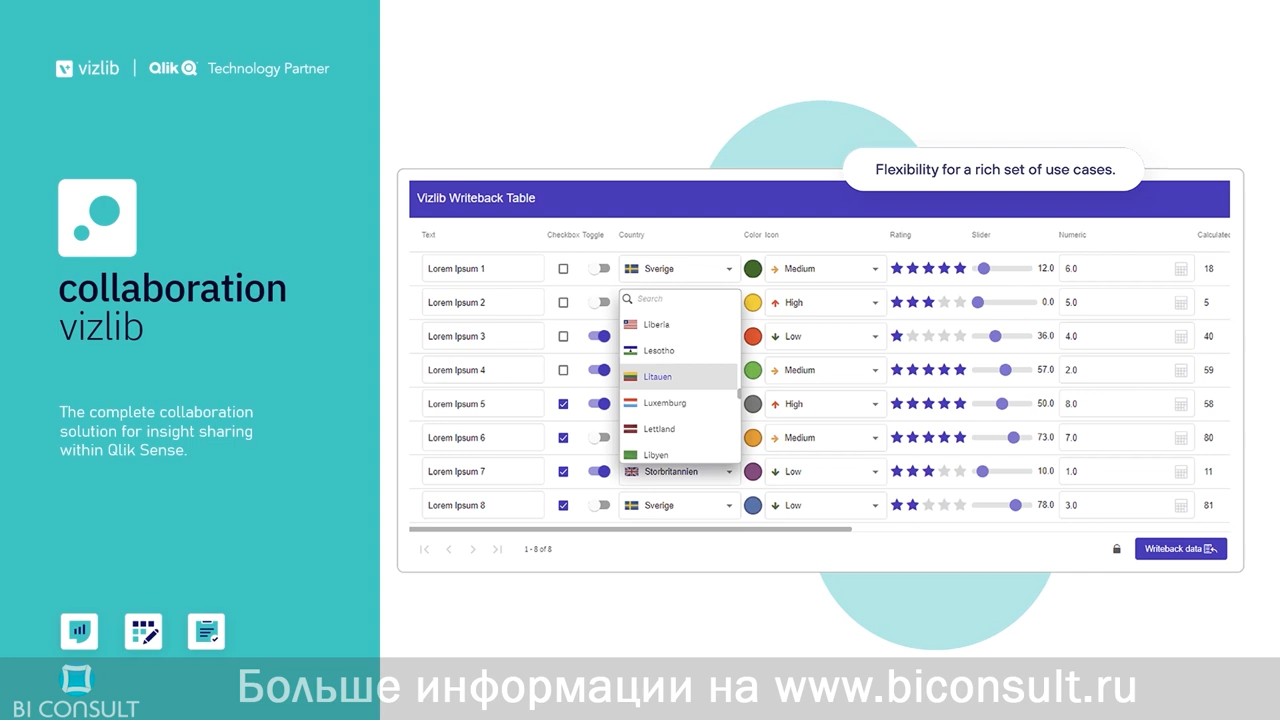 vizlib | Qlik Technology Partner
collaboration
vizlib
The complete collaboration
solution for insight sharing
within Qlik Sense.
Flexibility for a rich set of use cases.
Vizlib Writeback Table
Text Checkbox Toggle Country Color Icon Rating Slider Numeric Calculated
Lorem Ipsum 1 Sverige Medium 12.0 6.0 18
Lorem Ipsum 2 Search High 0.0 5.0 5
Liberia
Lorem Ipsum 3 Low 36.0 4.0 40
Lesotho
Lorem Ipsum 4 Litauen Medium 57.0 2.0 59
Lorem Ipsum 5 Luxemburg High 50.0 8.0 58
Lettland
Lorem Ipsum 6 Medium 73.0 7.0 80
Libyen
Lorem Ipsum 7 Storbritannien Low 10.0 1.0 11
Lorem Ipsum 8 Sverige Low 78.0 3.0 81
1 - 8 of 8 Writeback data
BI CONSULT
Больше информации на www.biconsult.ru